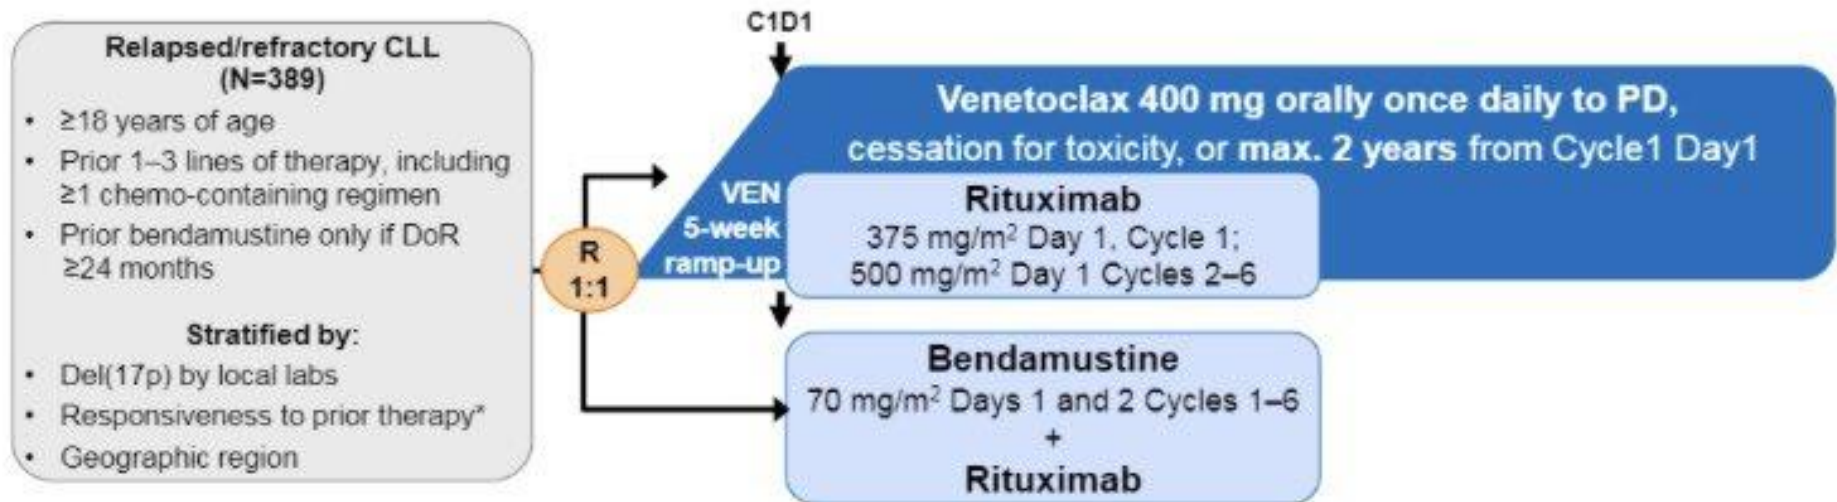 Relapsed/refractory CLL
(N=389)
• ≥18 years of age
• Prior 1–3 lines of therapy, including
≥1 chemo-containing regimen
• Prior bendamustine only if DoR
≥24 months
Stratified by:
• Del(17p) by local labs
• Responsiveness to prior therapy*
• Geographic region
R
1:1
C1D1
Venetoclax 400 mg orally once daily to PD,
cessation for toxicity, or max. 2 years from Cycle1 Day1
VEN
5-week
ramp-up
Rituximab
375 mg/m² Day 1, Cycle 1;
500 mg/m² Day 1 Cycles 2–6
Bendamustine
70 mg/m² Days 1 and 2 Cycles 1–6
+
Rituximab